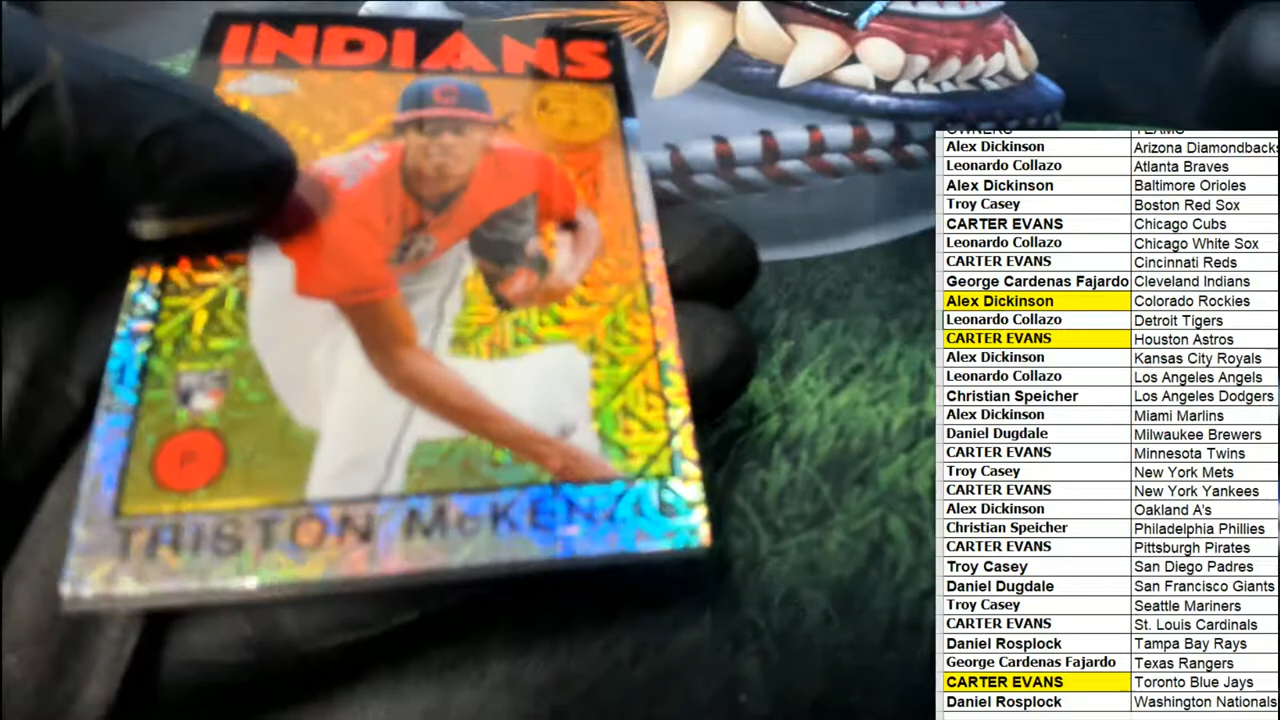 INDIANS
C
P
TRISTON McKEN
OWNERS TEAMS
Alex Dickinson Arizona Diamondbacks
Leonardo Collazo Atlanta Braves
Alex Dickinson Baltimore Orioles
Troy Casey Boston Red Sox
CARTER EVANS Chicago Cubs
Leonardo Collazo Chicago White Sox
CARTER EVANS Cincinnati Reds
George Cardenas Fajardo Cleveland Indians
Alex Dickinson Colorado Rockies
Leonardo Collazo Detroit Tigers
CARTER EVANS Houston Astros
Alex Dickinson Kansas City Royals
Leonardo Collazo Los Angeles Angels
Christian Speicher Los Angeles Dodgers
Alex Dickinson Miami Marlins
Daniel Dugdale Milwaukee Brewers
CARTER EVANS Minnesota Twins
Troy Casey New York Mets
CARTER EVANS New York Yankees
Alex Dickinson Oakland A's
Christian Speicher Philadelphia Phillies
CARTER EVANS Pittsburgh Pirates
Troy Casey San Diego Padres
Daniel Dugdale San Francisco Giants
Troy Casey Seattle Mariners
CARTER EVANS St. Louis Cardinals
Daniel Rosplock Tampa Bay Rays
George Cardenas Fajardo Texas Rangers
CARTER EVANS Toronto Blue Jays
Daniel Rosplock Washington Nationals